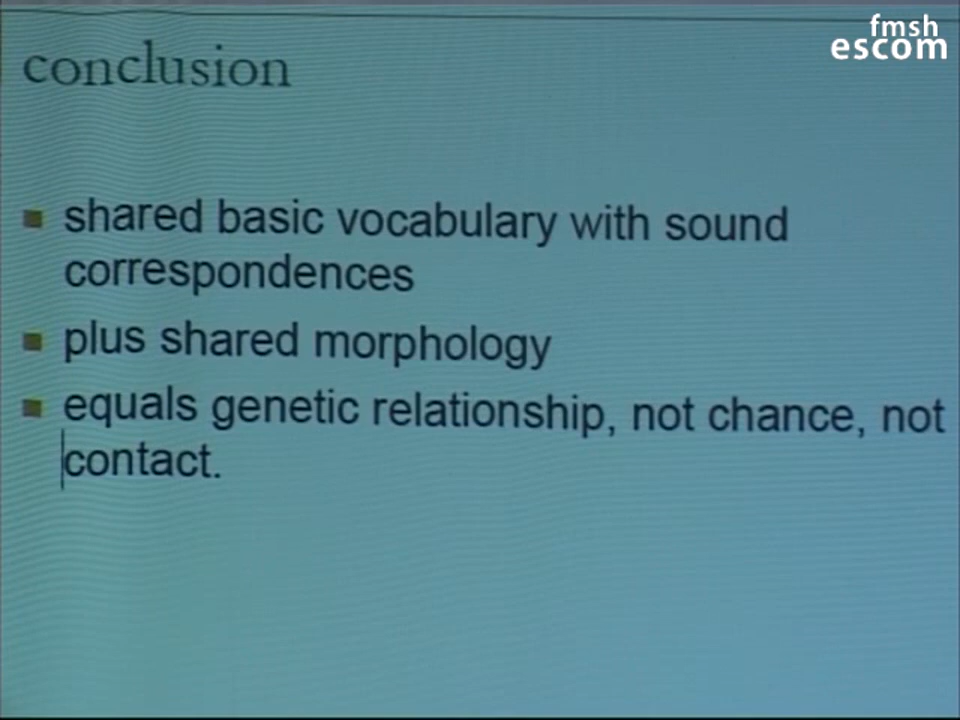 fmsh
escom
conclusion
shared basic vocabulary with sound
correspondences
plus shared morphology
equals genetic relationship, not chance, not
contact.